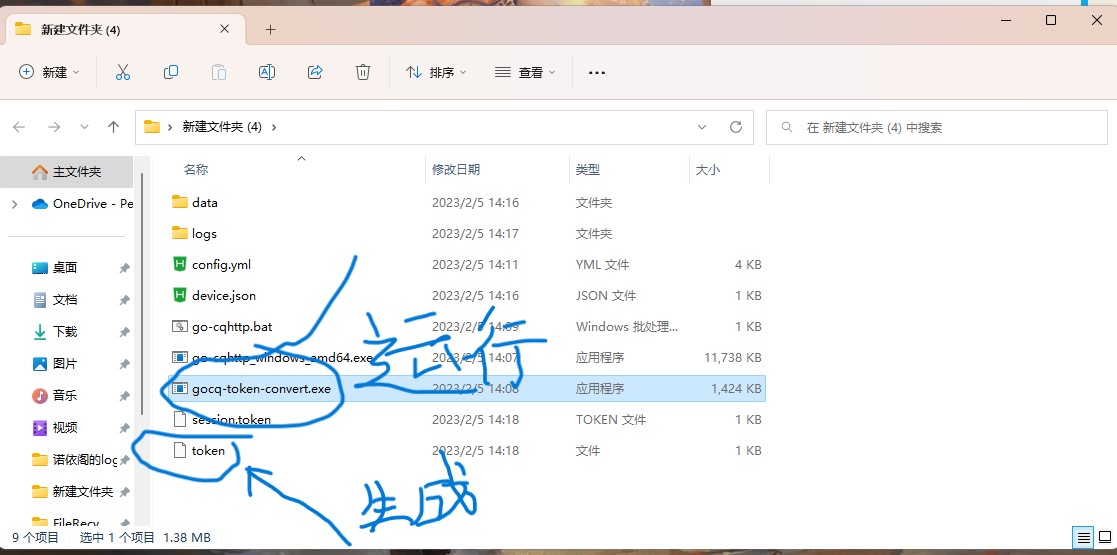 新建文件夹 (4)
新建 排序 查看
新建文件夹 (4) 在 新建文件夹 (4) 中搜索
名称 修改日期 类型 大小
主文件夹
OneDrive - Pe
桌面
文档
下载
图片
音乐
视频
诺依阁的log
新建文件夹
FileRecv
data 2023/2/5 14:16 文件夹
logs 2023/2/5 14:17 文件夹
config.yml 2023/2/5 14:11 YML 文件 4 KB
device.json 2023/2/5 14:16 JSON 文件 1 KB
go-cqhttp.bat 2023/2/5 14:09 Windows 批处理... 1 KB
go-cqhttp_windows_amd64.exe 2023/2/5 14:07 应用程序 11,738 KB
gocq-token-convert.exe 2023/2/5 14:08 应用程序 1,424 KB
session.token 2023/2/5 14:18 TOKEN 文件 1 KB
token 2023/2/5 14:18 文件 1 KB
运行
生成
9 个项目 选中 1 个项目 1.38 MB